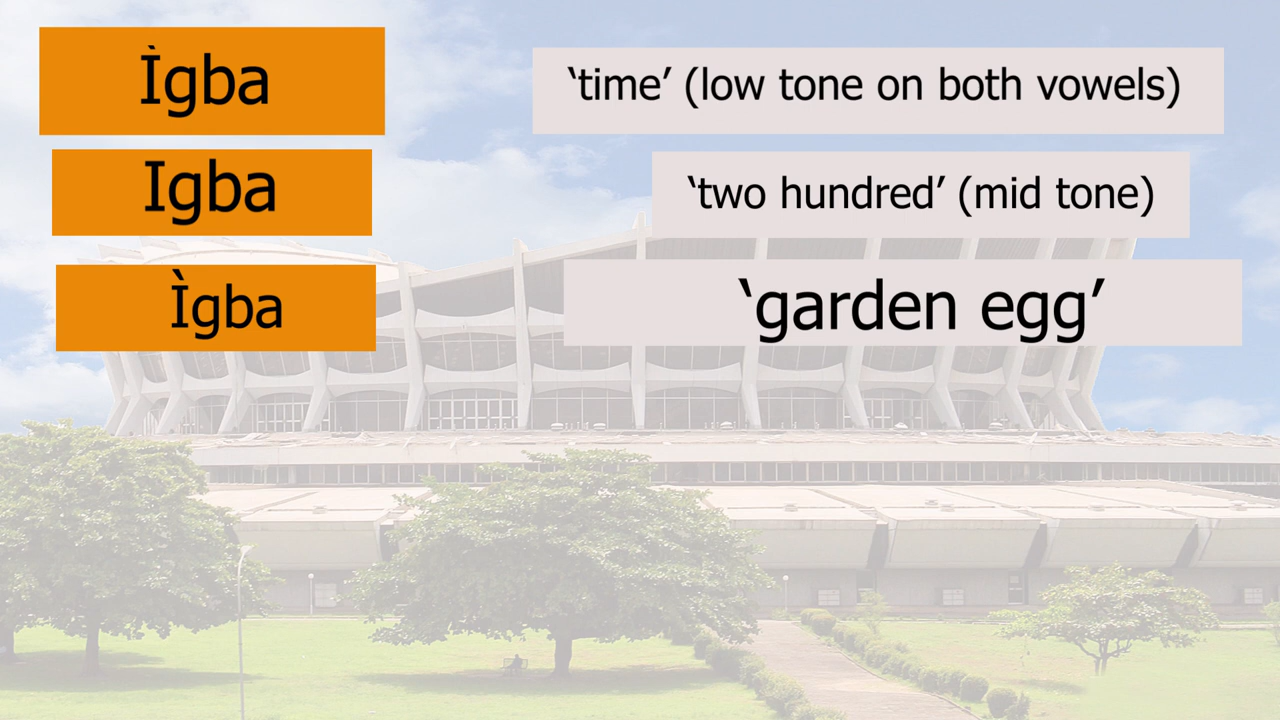 Ìgba
‘time’ (low tone on both vowels)
Igba
‘two hundred’ (mid tone)
Ìgba
‘garden egg’